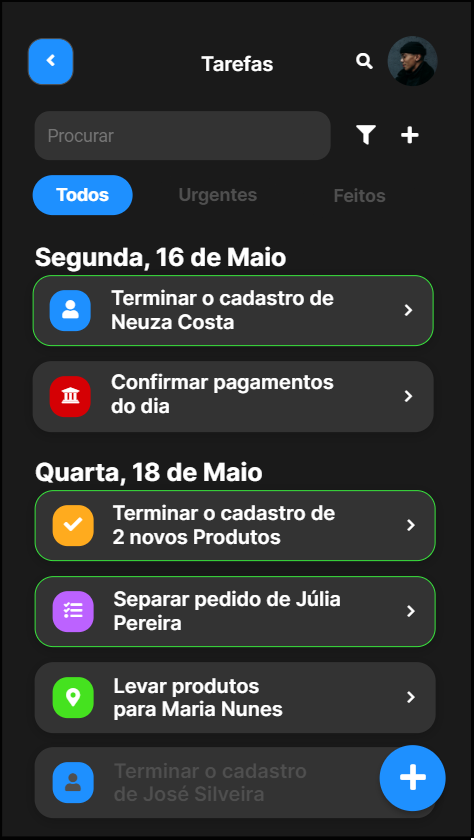 Tarefas
Procurar
Todos
Urgentes
Feitos
Segunda, 16 de Maio
Terminar o cadastro de
Neuza Costa
Confirmar pagamentos
do dia
Quarta, 18 de Maio
Terminar o cadastro de
2 novos Produtos
Separar pedido de Júlia
Pereira
Levar produtos
para Maria Nunes
Terminar o cadastro
de José Silveira